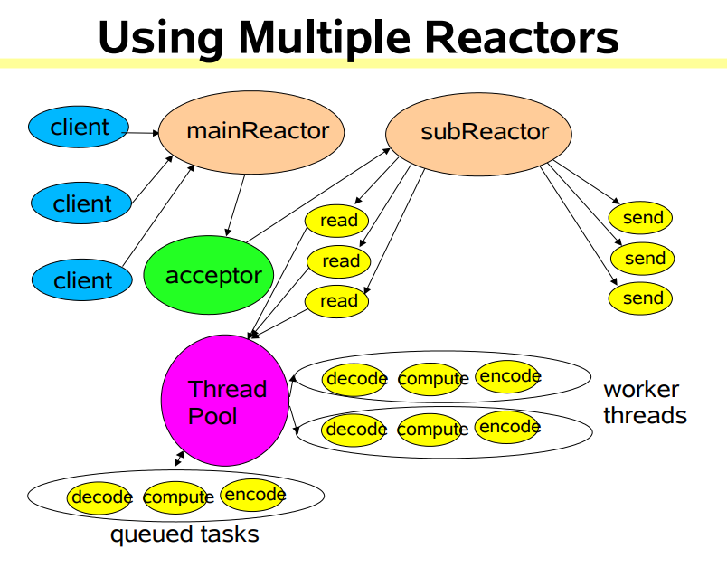 Using Multiple Reactors
client
mainReactor
subReactor
client
read
send
client
acceptor
read
send
read
send
Thread
Pool
decode compute encode
worker
threads
decode compute encode
decode compute encode
queued tasks